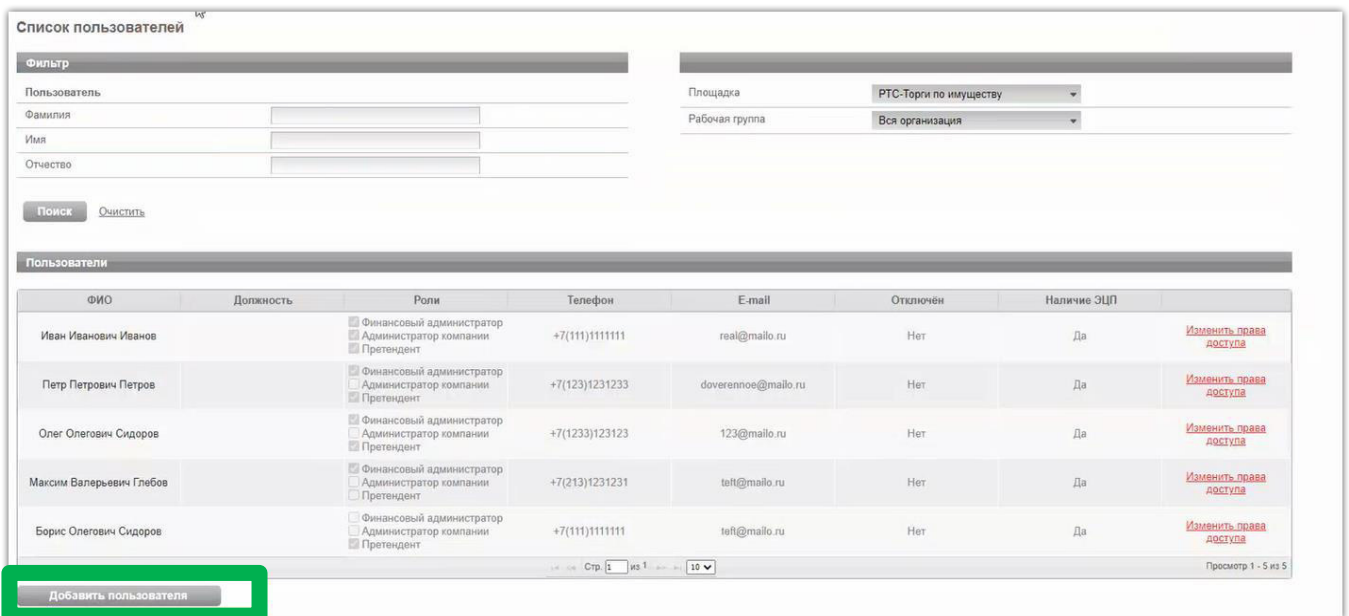 Список пользователей
Фильтр
Пользователь
Фамилия
Имя
Отчество
Площадка РТС-Торги по имуществу
Рабочая группа Вся организация
Поиск Очистить
Пользователи
ФИО Должность Роли Телефон E-mail Отключён Наличие ЭЦП
Иван Иванович Иванов Финансовый администратор Администратор компании Претендент +7(111)1111111 real@mailo.ru Нет Да Изменить права доступа
Петр Петрович Петров Финансовый администратор Администратор компании Претендент +7(123)1231233 doverennoe@mailo.ru Нет Да Изменить права доступа
Олег Олегович Сидоров Финансовый администратор Администратор компании Претендент +7(1233)123123 123@mailo.ru Нет Да Изменить права доступа
Максим Валерьевич Глебов Финансовый администратор Администратор компании Претендент +7(213)1231231 teft@mailo.ru Нет Да Изменить права доступа
Борис Олегович Сидоров Финансовый администратор Администратор компании Претендент +7(111)1111111 teft@mailo.ru Нет Да Изменить права доступа
Стр. 1 из 1 10 Просмотр 1 - 5 из 5
Добавить пользователя